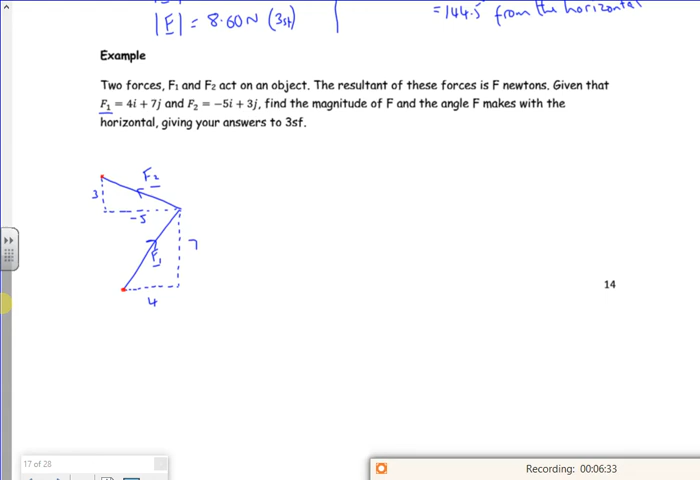 |F| = 8.60N (3sf)
= 144.5° from the horizontal
Example
Two forces, F₁ and F₂ act on an object. The resultant of these forces is F newtons. Given that
F₁ = 4i + 7j and F₂ = −5i + 3j, find the magnitude of F and the angle F makes with the
horizontal, giving your answers to 3sf.
F₂
3
-5
7
F₁
4
14
17 of 28
Recording: 00:06:33